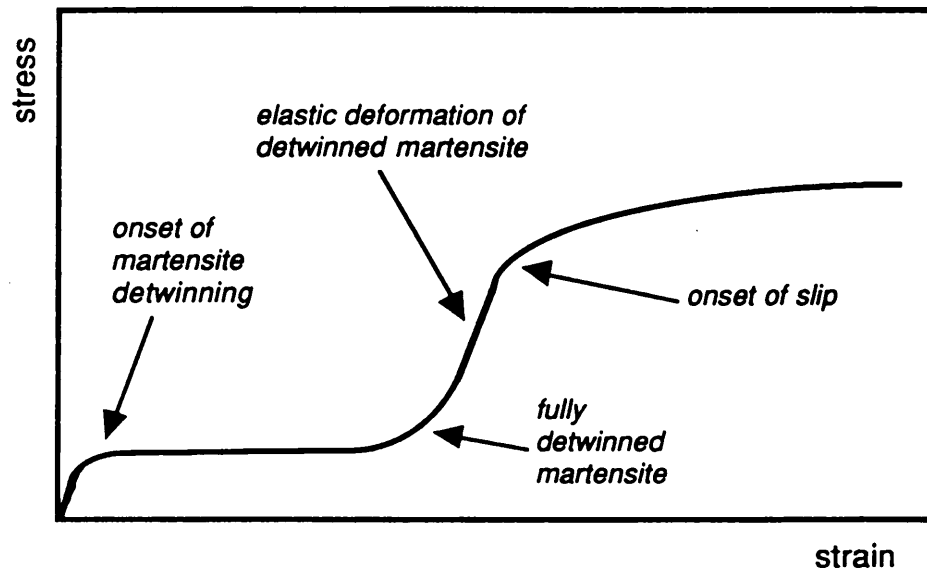 stress
elastic deformation of
detwinned martensite
onset of
martensite
detwinning
onset of slip
fully
detwinned
martensite
strain